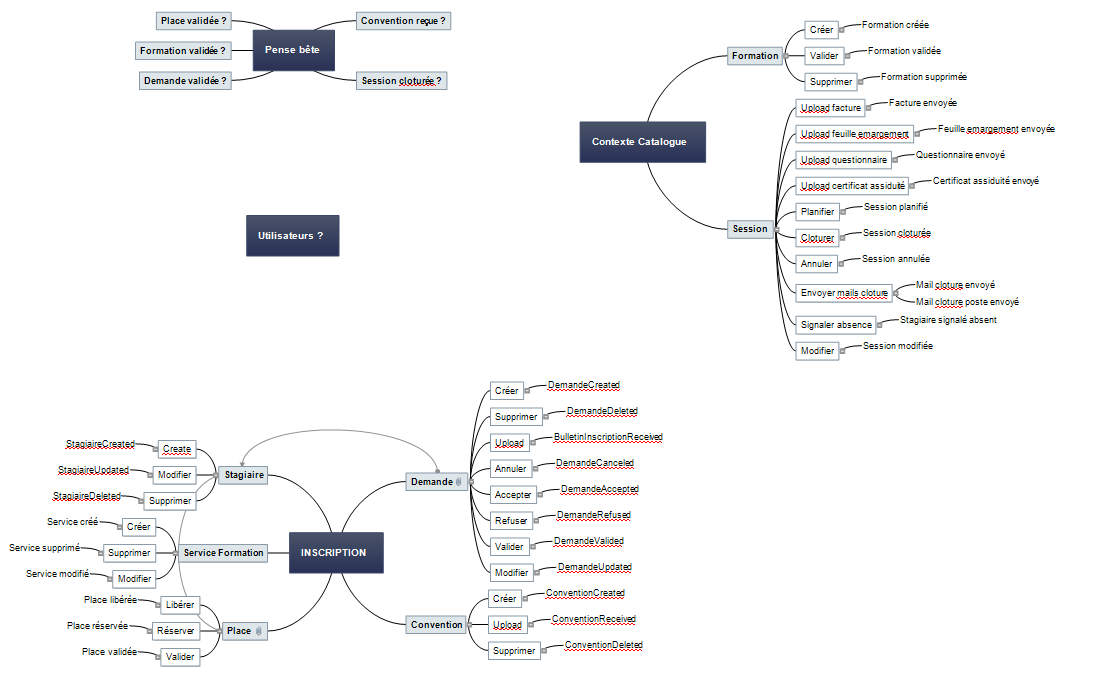 Pense bête
Place validée ?
Formation validée ?
Demande validée ?
Convention reçue ?
Session cloturée ?
Utilisateurs ?
Contexte Catalogue
Formation
Créer
Formation créée
Valider
Formation validée
Supprimer
Formation supprimée
Session
Upload facture
Facture envoyée
Upload feuille emargement
Feuille emargement envoyée
Upload questionnaire
Questionnaire envoyé
Upload certificat assiduité
Certificat assiduité envoyé
Planifier
Session planifié
Cloturer
Session cloturée
Annuler
Session annulée
Envoyer mails cloture
Mail cloture envoyé
Mail cloture poste envoyé
Signaler absence
Stagiaire signalé absent
Modifier
Session modifiée
INSCRIPTION
Stagiaire
Create
StagiaireCreated
Modifier
StagiaireUpdated
Supprimer
StagiaireDeleted
Service Formation
Créer
Service créé
Supprimer
Service supprimé
Modifier
Service modifié
Place
Libérer
Place libérée
Réserver
Place réservée
Valider
Place validée
Demande
Créer
DemandeCreated
Supprimer
DemandeDeleted
Upload
BulletinInscriptionReceived
Annuler
DemandeCanceled
Accepter
DemandeAccepted
Refuser
DemandeRefused
Valider
DemandeValided
Modifier
DemandeUpdated
Convention
Créer
ConventionCreated
Upload
ConventionReceived
Supprimer
ConventionDeleted